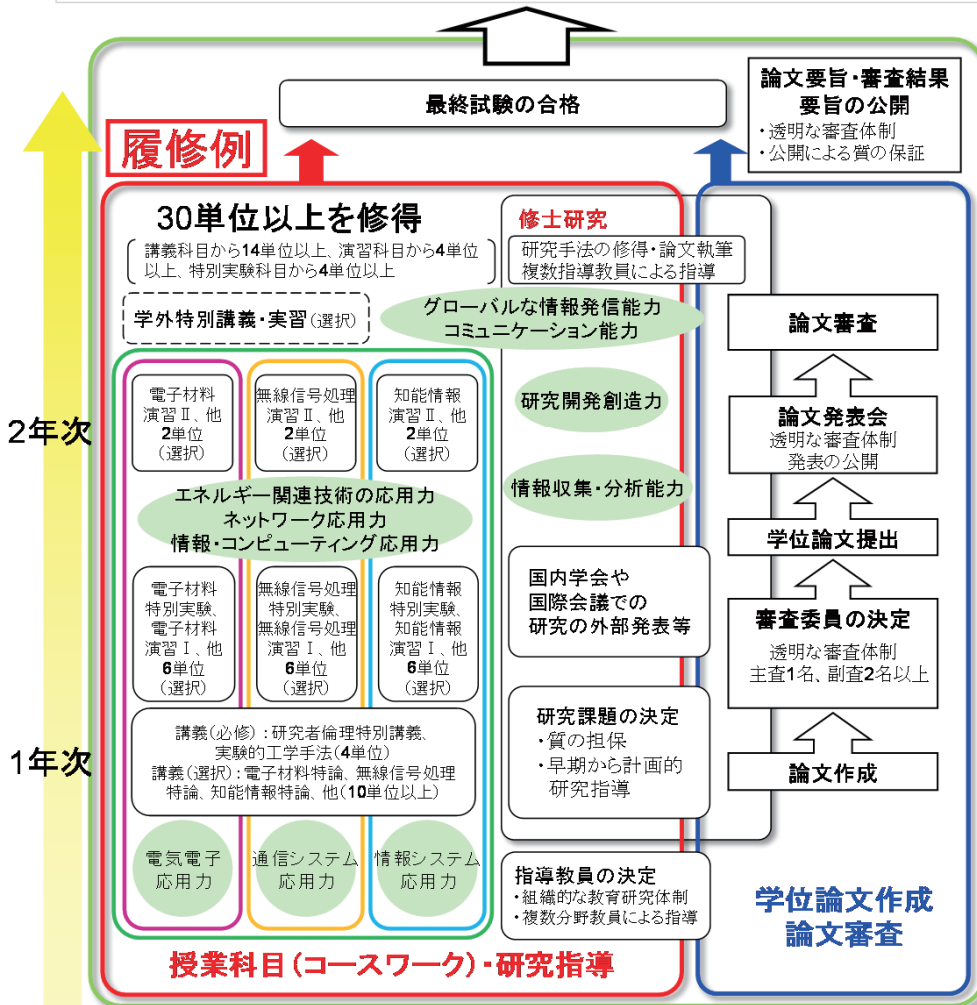 最終試験の合格
論文要旨・審査結果
要旨の公開
・透明な審査体制
・公開による質の保証
履修例
30単位以上を修得
講義科目から14単位以上、演習科目から4単位
以上、特別実験科目から4単位以上
学外特別講義・実習(選択)
修士研究
研究手法の修得・論文執筆
複数指導教員による指導
グローバルな情報発信能力
コミュニケーション能力
2年次
電子材料
演習Ⅱ、他
2単位
(選択)
無線信号処理
演習Ⅱ、他
2単位
(選択)
知能情報
演習Ⅱ、他
2単位
(選択)
研究開発創造力
情報収集・分析能力
エネルギー関連技術の応用力
ネットワーク応用力
情報・コンピューティング応用力
電子材料
特別実験、
電子材料
演習Ⅰ、他
6単位
(選択)
無線信号処理
特別実験、
無線信号処理
演習Ⅰ、他
6単位
(選択)
知能情報
特別実験、
知能情報
演習Ⅰ、他
6単位
(選択)
国内学会や
国際会議での
研究の外部発表等
1年次
講義(必修):研究者倫理特別講義、
実験的工学手法(4単位)
講義(選択):電子材料特論、無線信号処理
特論、知能情報特論、他(10単位以上)
研究課題の決定
・質の担保
・早期から計画的
研究指導
電気電子
応用力
通信システム
応用力
情報システム
応用力
指導教員の決定
・組織的な教育研究体制
・複数分野教員による指導
授業科目(コースワーク)・研究指導
論文審査
論文発表会
透明な審査体制
発表の公開
学位論文提出
審査委員の決定
透明な審査体制
主査1名、副査2名以上
論文作成
学位論文作成
論文審査